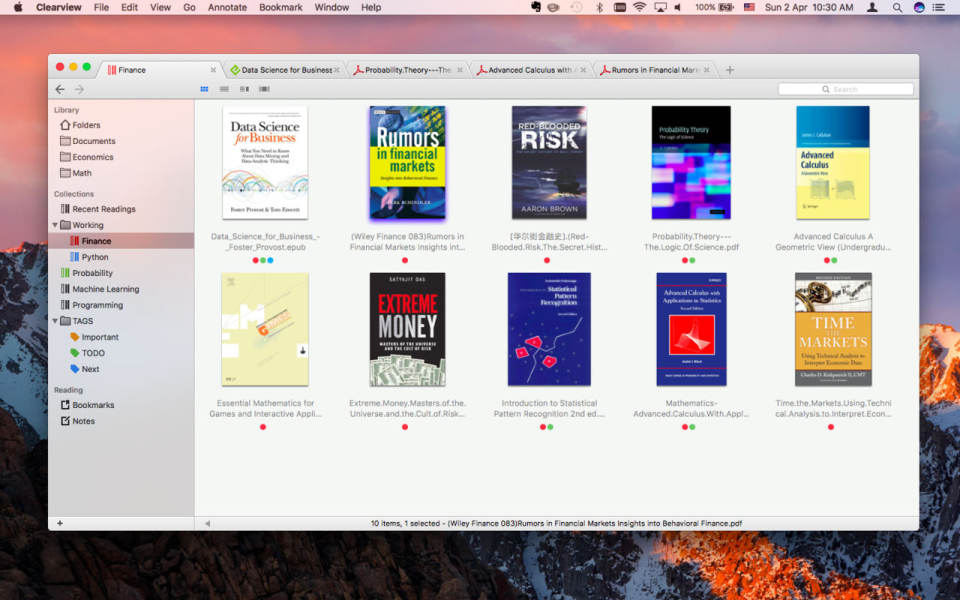 Clearview File Edit View Go Annotate Bookmark Window Help 100% Sun 2 Apr 10:30 AM
Finance Data Science for Business Probability.Theory---The. Advanced Calculus with Rumors in Financial Mar
Search
Library
Folders
Documents
Economics
Math
Collections
Recent Readings
Working
Finance
Python
Probability
Machine Learning
Programming
TAGS
Important
TODO
Next
Reading
Bookmarks
Notes
Data Science
for Business
What You Need to Know
About Data Mining and
Data-Analytic Thinking
Foster Provost & Tom Fawcett
Data_Science_for_Business_-
_Foster_Provost.epub
Rumors
in financial
markets
Insights into Behavioral Finance
(Wiley Finance 083)Rumors in
Financial Markets Insights int...
RED-BLOODED
RISK
AARON BROWN
[华尔街金融史].(Red-
Blooded.Risk.The.Secret.Hist...
Probability Theory
The Logic of Science
Probability.Theory---
The.Logic.Of.Science.pdf
Advanced
Calculus
A Geometric View
Springer
Advanced Calculus A
Geometric View (Undergradu...
Essential Mathematics for
Games and Interactive Appli...
SATYAJIT DAS
EXTREME
MONEY
MASTERS OF THE UNIVERSE
AND THE CULT OF RISK
Extreme.Money.Masters.of.the.
Universe.and.the.Cult.of.Risk...
Statistical
Pattern
Recognition
Second Edition
Introduction to Statistical
Pattern Recognition 2nd ed....
Advanced Calculus with
Applications in Statistics
Second Edition
Mathematics-
Advanced.Calculus.With.Appl...
TIME
THE
MARKETS
Using Technical Analysis to
Interpret Economic Data
Charles D. Kirkpatrick II, CMT
Time.the.Markets.Using.Techni
cal.Analysis.to.Interpret.Econ...
10 items, 1 selected - (Wiley Finance 083)Rumors in Financial Markets Insights into Behavioral Finance.pdf